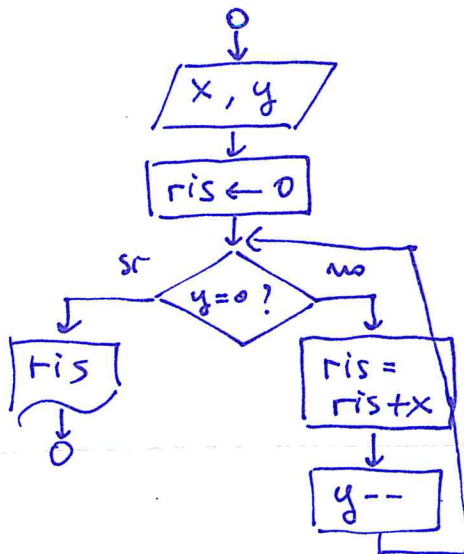 x, y
ris ← 0
si
no
y=0?
ris
ris =
ris+x
y--